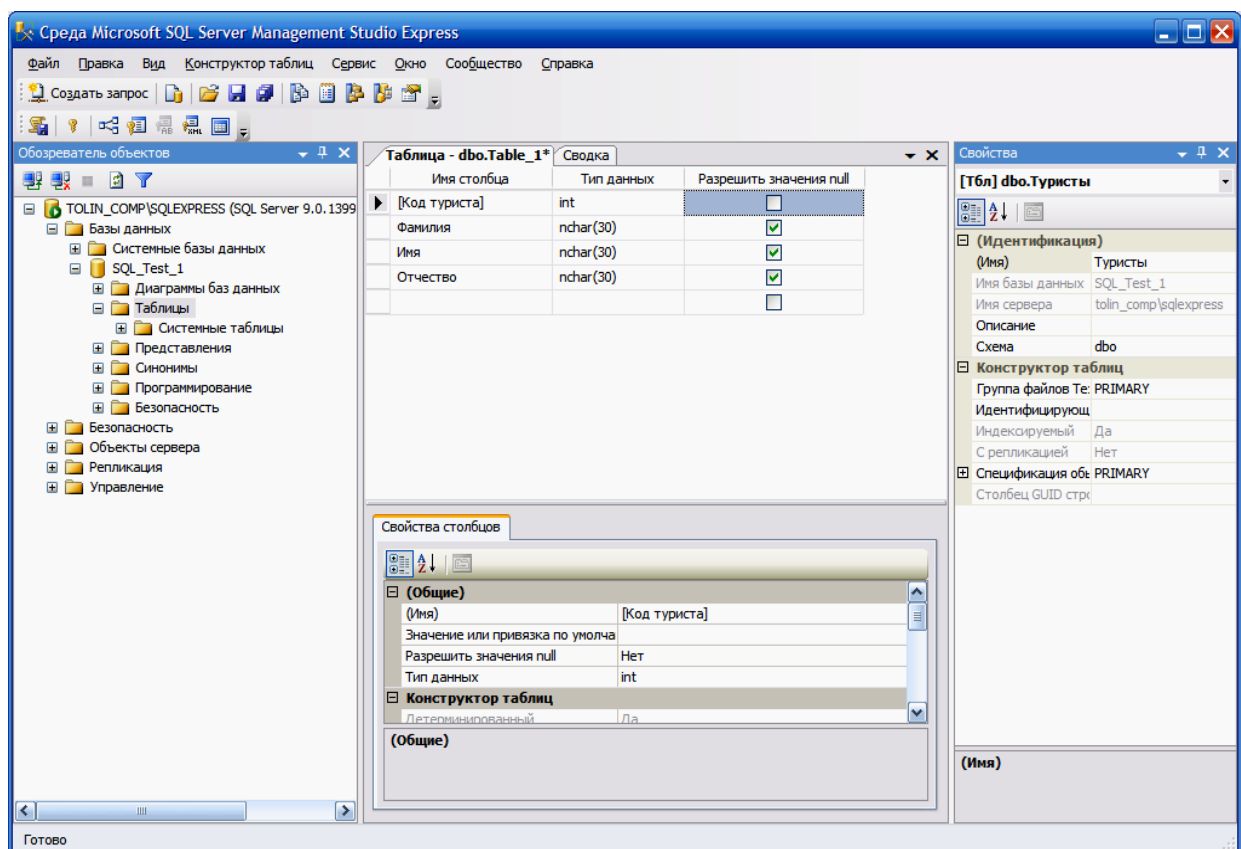 Среда Microsoft SQL Server Management Studio Express
Файл Правка Вид Конструктор таблиц Сервис Окно Сообщество Справка
Создать запрос
Обозреватель объектов
TOLIN_COMP\SQLEXPRESS (SQL Server 9.0.1399
Базы данных
Системные базы данных
SQL_Test_1
Диаграммы баз данных
Таблицы
Системные таблицы
Представления
Синонимы
Программирование
Безопасность
Безопасность
Объекты сервера
Репликация
Управление
Таблица - dbo.Table_1* Сводка
Имя столбца Тип данных Разрешить значения null
[Код туриста] int
Фамилия nchar(30)
Имя nchar(30)
Отчество nchar(30)
Свойства столбцов
(Общие)
(Имя) [Код туриста]
Значение или привязка по умолча
Разрешить значения null Нет
Тип данных int
Конструктор таблиц
Детерминированный Да
(Общие)
Свойства
[Тбл] dbo.Туристы
(Идентификация)
(Имя) Туристы
Имя базы данных SQL_Test_1
Имя сервера tolin_comp\sqlexpress
Описание
Схема dbo
Конструктор таблиц
Группа файлов Te: PRIMARY
Идентифицирующ
Индексируемый Да
С репликацией Нет
Спецификация объ PRIMARY
Столбец GUID стро
(Имя)
Готово